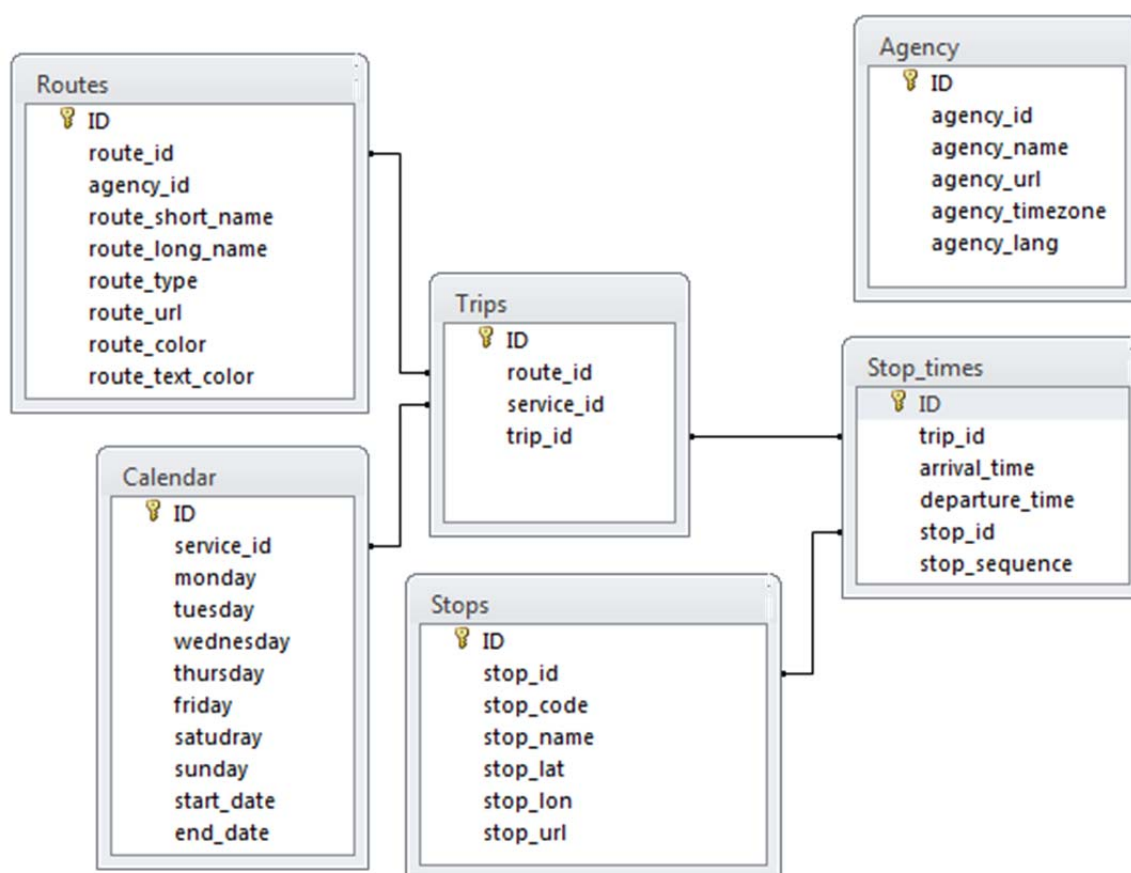 Routes
ID
route_id
agency_id
route_short_name
route_long_name
route_type
route_url
route_color
route_text_color
Agency
ID
agency_id
agency_name
agency_url
agency_timezone
agency_lang
Trips
ID
route_id
service_id
trip_id
Stop_times
ID
trip_id
arrival_time
departure_time
stop_id
stop_sequence
Calendar
ID
service_id
monday
tuesday
wednesday
thursday
friday
satudray
sunday
start_date
end_date
Stops
ID
stop_id
stop_code
stop_name
stop_lat
stop_lon
stop_url